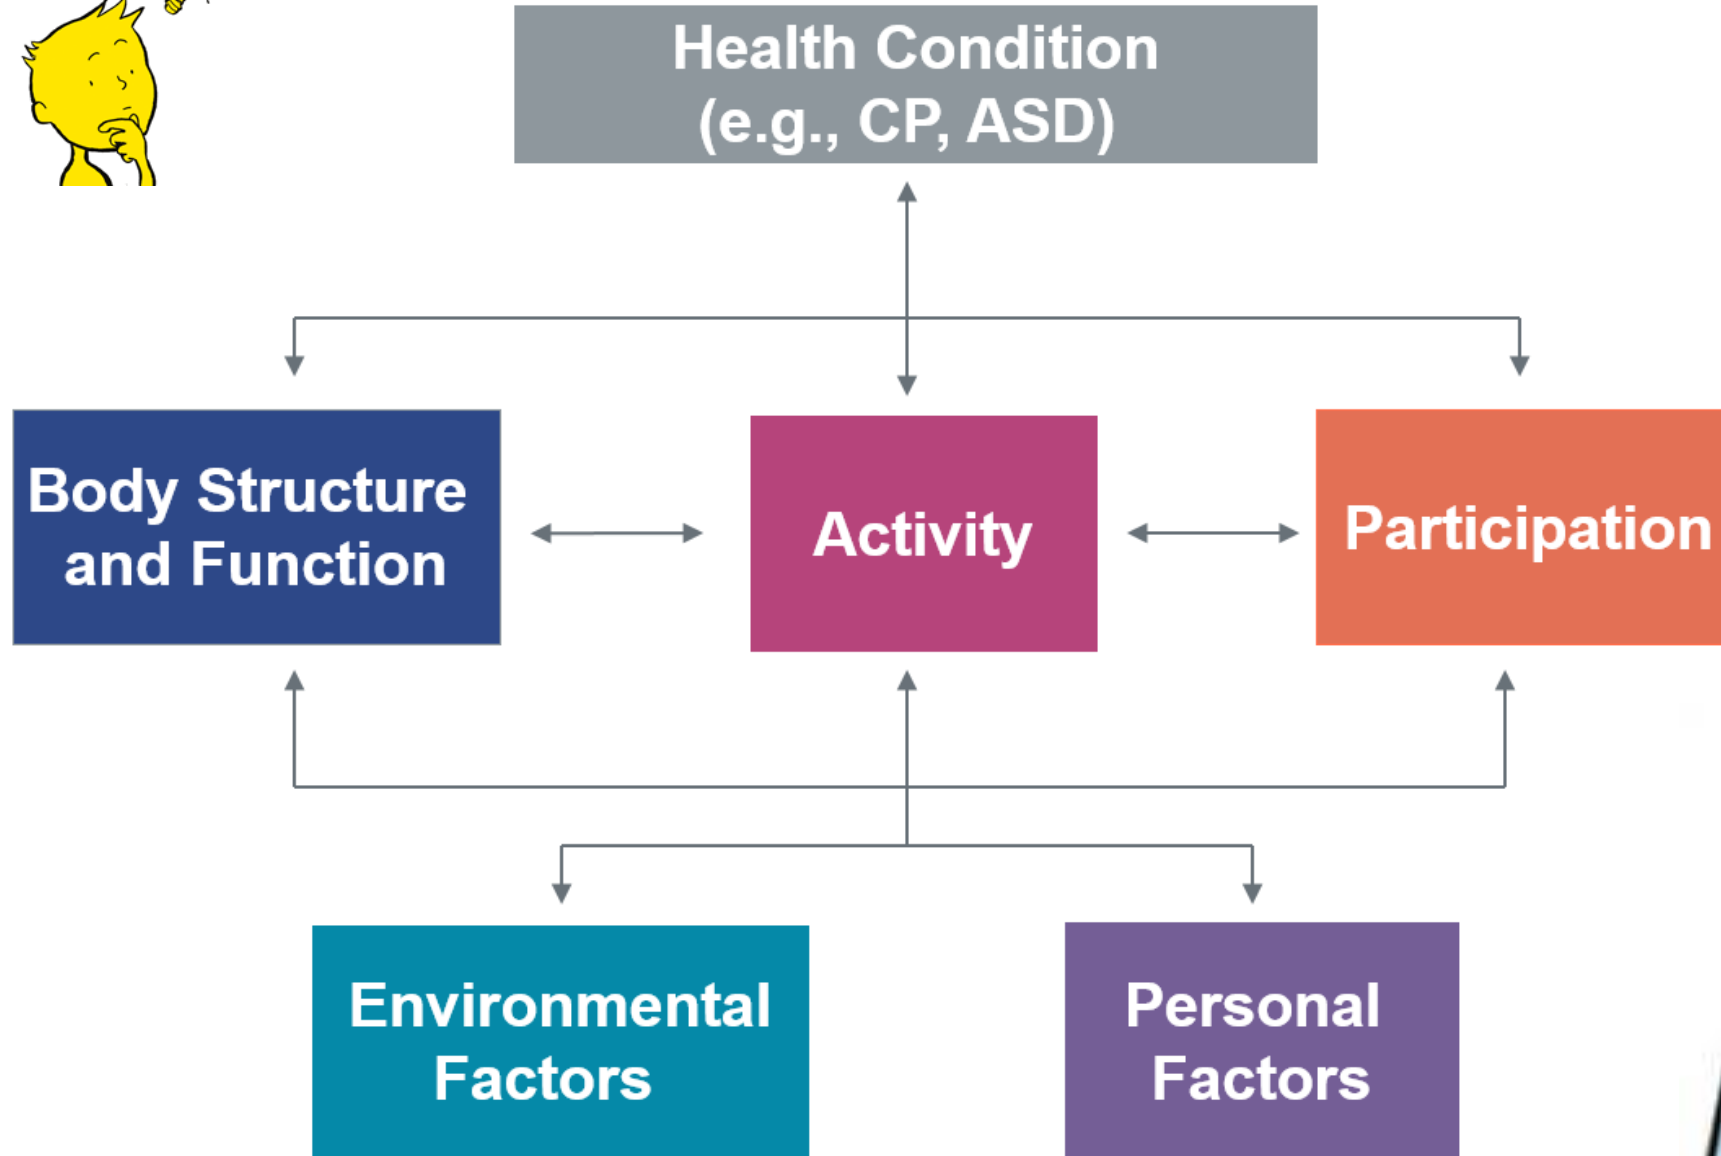 Health Condition
(e.g., CP, ASD)
Body Structure
and Function
Activity
Participation
Environmental
Factors
Personal
Factors